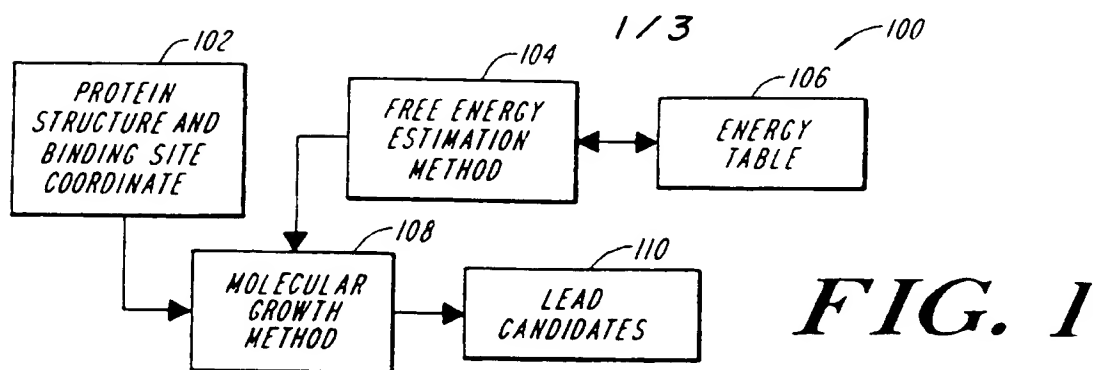 1/3
100
102
PROTEIN
STRUCTURE AND
BINDING SITE
COORDINATE
104
FREE ENERGY
ESTIMATION
METHOD
106
ENERGY
TABLE
108
MOLECULAR
GROWTH
METHOD
110
LEAD
CANDIDATES
FIG. 1